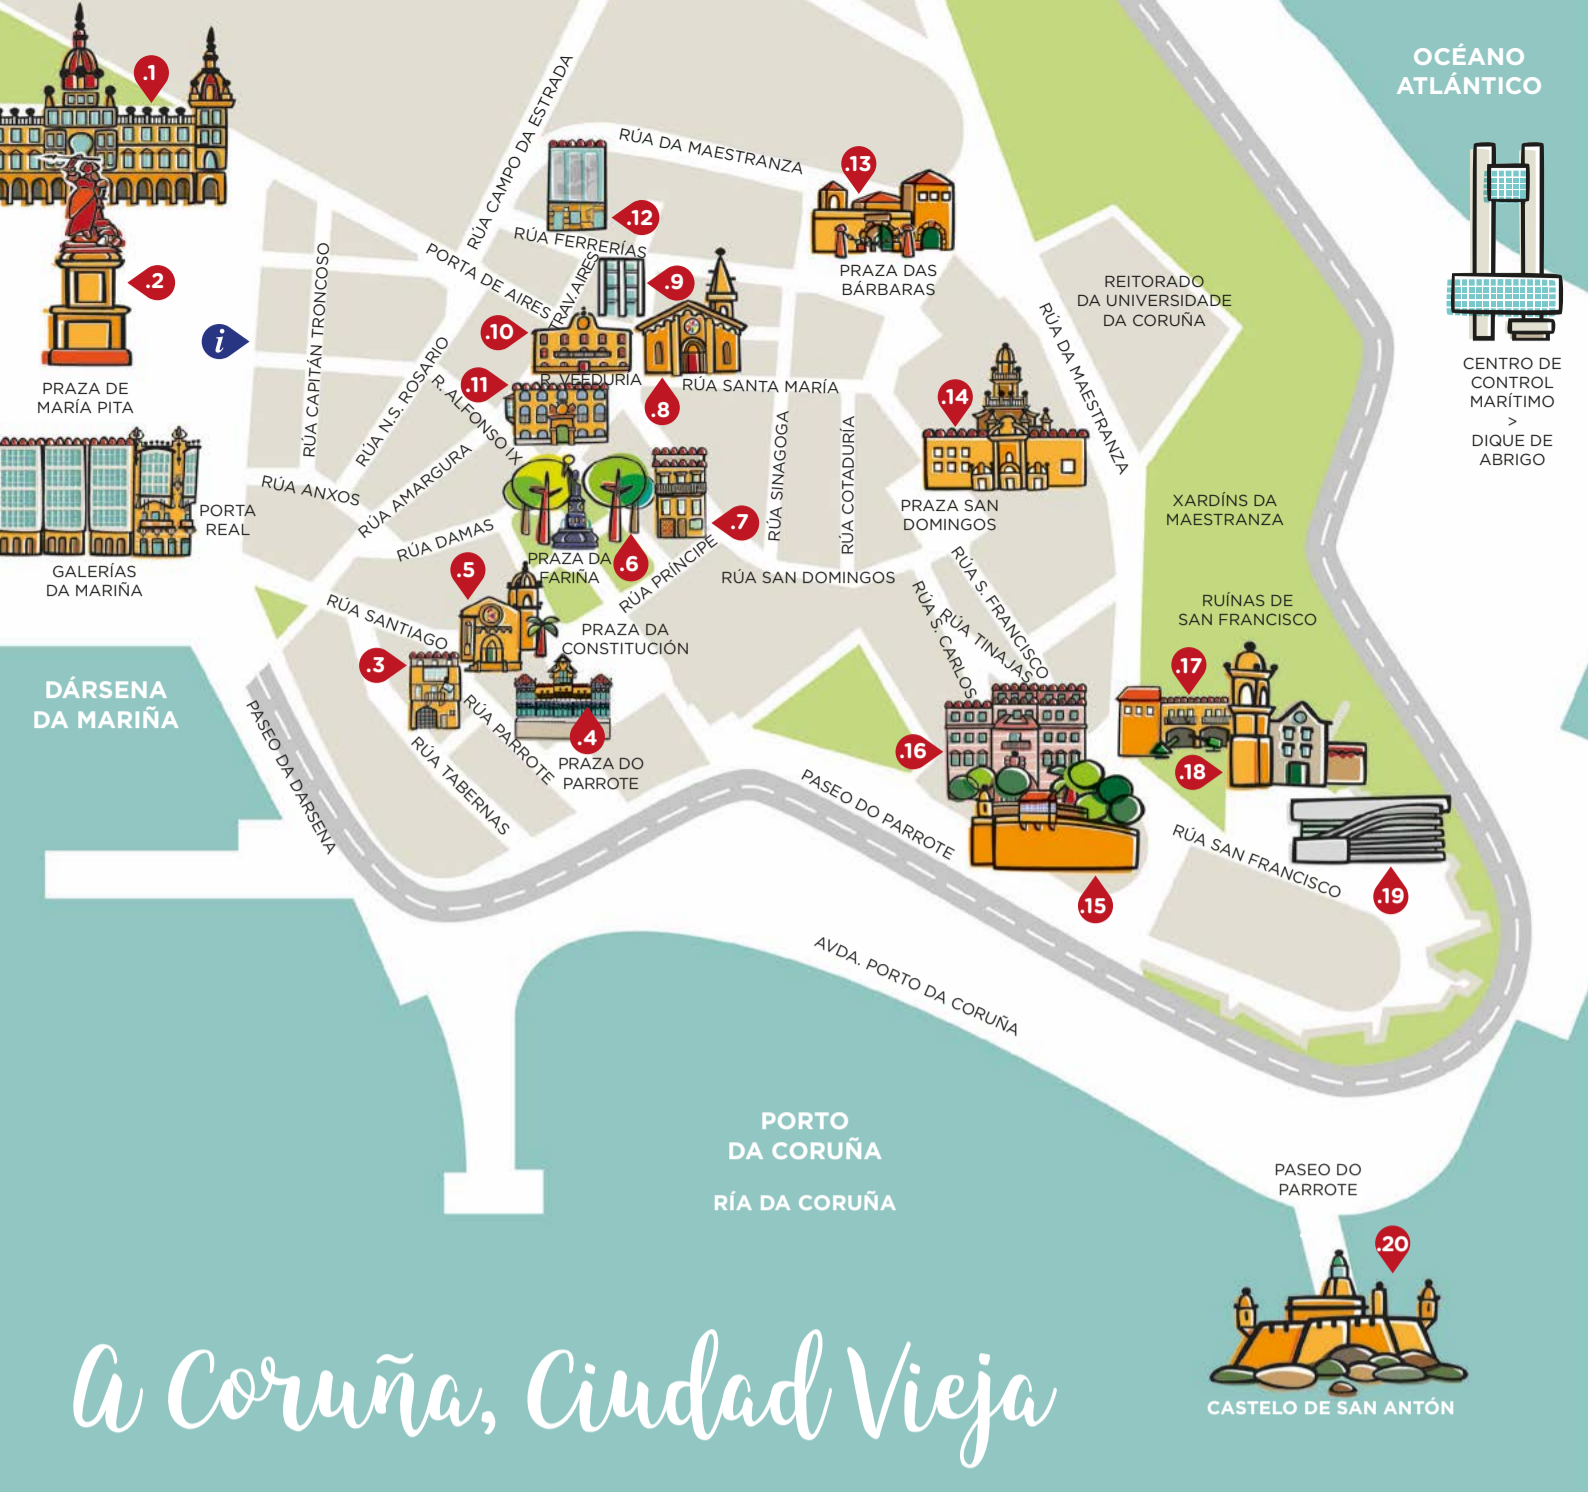 OCÉANO
ATLÁNTICO
.1
RÚA CAMPO DA ESTRADA
RÚA DA MAESTRANZA
.13
.12
RÚA FERRERÍAS
PORTA DE AIRES
TRAV. AIRES
.9
PRAZA DAS
BÁRBARAS
REITORADO
DA UNIVERSIDADE
DA CORUÑA
.2
i
RÚA CAPITÁN TRONCOSO
.10
RÚA DA MAESTRANZA
PRAZA DE
MARÍA PITA
RÚA N.S. ROSARIO
R. ALFONSO IX
.11
R. VEEDURÍA
.8
RÚA SANTA MARÍA
.14
CENTRO DE
CONTROL
MARÍTIMO
>
DIQUE DE
ABRIGO
RÚA ANXOS
RÚA AMARGURA
RÚA SINAGOGA
RÚA COTADURÍA
PRAZA SAN
DOMINGOS
XARDÍNS DA
MAESTRANZA
PORTA
REAL
.7
RÚA DAMAS
GALERÍAS
DA MARIÑA
.5
PRAZA DA
FARIÑA
.6
RÚA PRÍNCIPE
RÚA SAN DOMINGOS
RÚA S. FRANCISCO
RÚA TINAJAS
RÚA S. CARLOS
RUÍNAS DE
SAN FRANCISCO
RÚA SANTIAGO
PRAZA DA
CONSTITUCIÓN
.3
.17
DÁRSENA
DA MARIÑA
PASEO DA DARSENA
RÚA PARROTE
RÚA TABERNAS
.4
PRAZA DO
PARROTE
.16
.18
PASEO DO PARROTE
RÚA SAN FRANCISCO
.15
.19
AVDA. PORTO DA CORUÑA
PORTO
DA CORUÑA
RÍA DA CORUÑA
PASEO DO
PARROTE
.20
CASTELO DE SAN ANTÓN
A Coruña, Ciudad Vieja